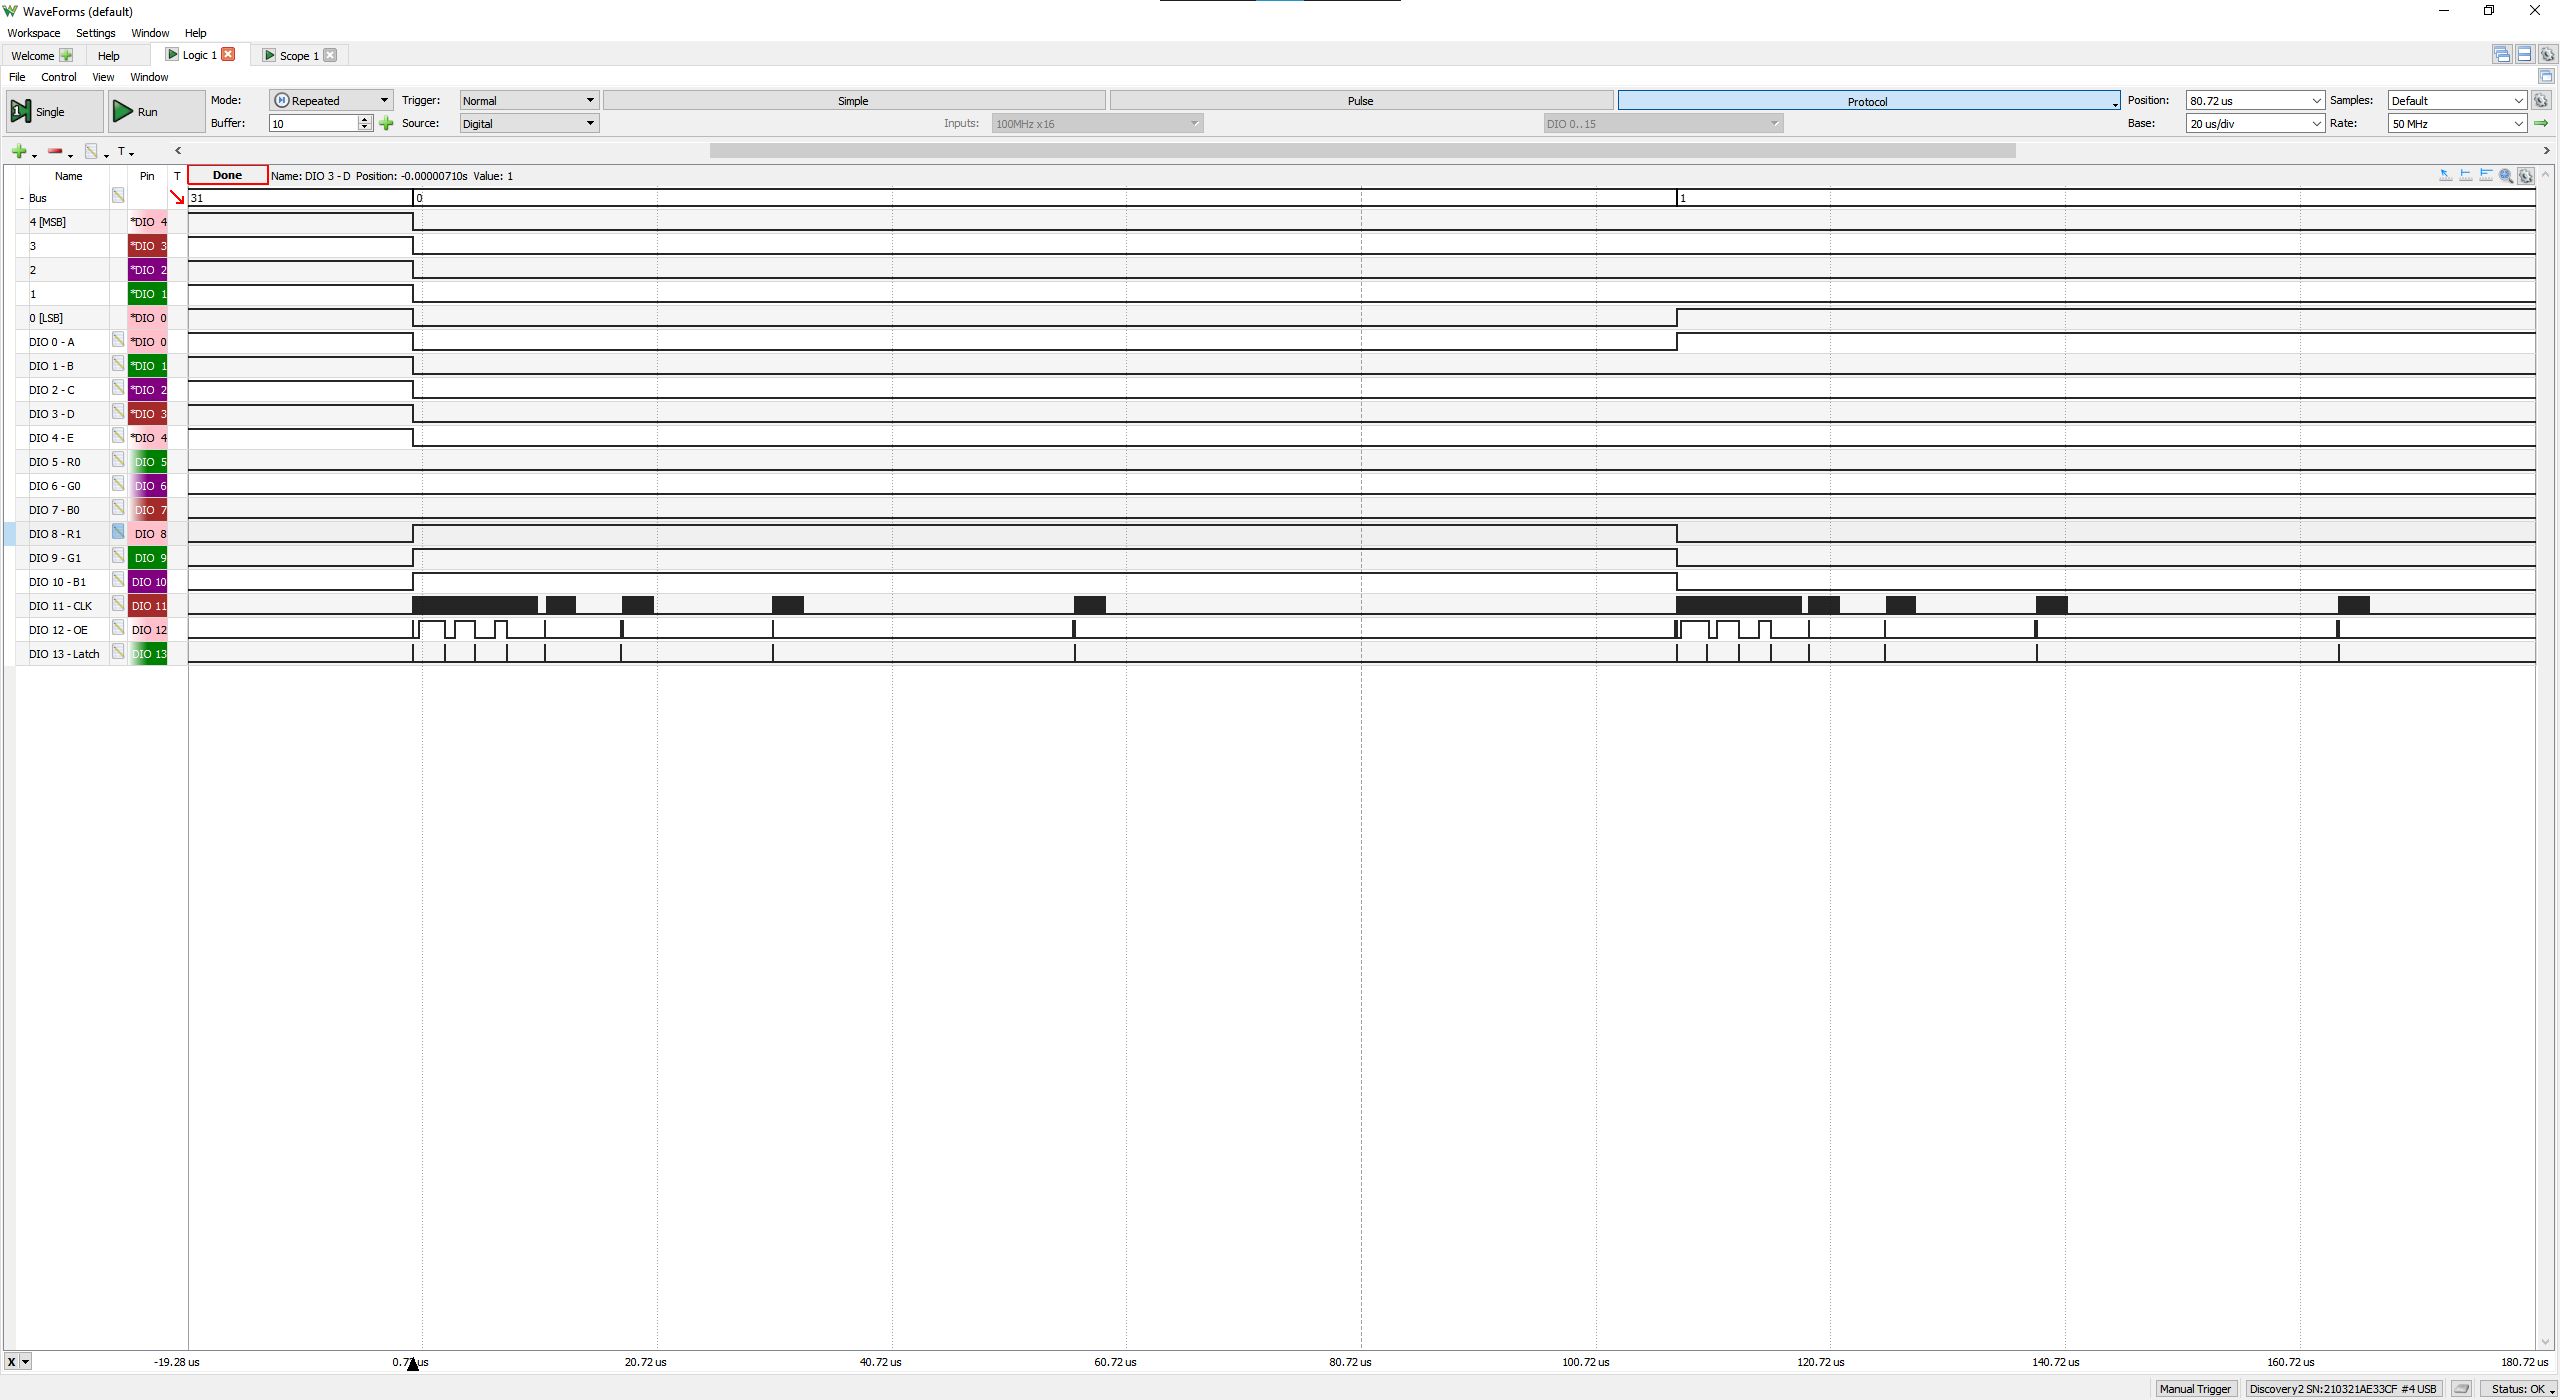 WaveForms (default)
Workspace Settings Window Help
Welcome Help Logic 1 Scope 1
File Control View Window
Single Run Mode: Repeated Trigger: Normal Simple Pulse Protocol Position: 80.72 us Samples: Default
Buffer: 10 Source: Digital Inputs: 100MHz x16 DIO 0..15 Base: 20 us/div Rate: 50 MHz
T
Name Pin T Done Name: DIO 3 - D Position: -0.00000710s Value: 1
- Bus 31 0 1
4 [MSB] *DIO 4
3 *DIO 3
2 *DIO 2
1 *DIO 1
0 [LSB] *DIO 0
DIO 0 - A *DIO 0
DIO 1 - B *DIO 1
DIO 2 - C *DIO 2
DIO 3 - D *DIO 3
DIO 4 - E *DIO 4
DIO 5 - R0 DIO 5
DIO 6 - G0 DIO 6
DIO 7 - B0 DIO 7
DIO 8 - R1 DIO 8
DIO 9 - G1 DIO 9
DIO 10 - B1 DIO 10
DIO 11 - CLK DIO 11
DIO 12 - OE DIO 12
DIO 13 - Latch DIO 13
X -19.28 us 0.72 us 20.72 us 40.72 us 60.72 us 80.72 us 100.72 us 120.72 us 140.72 us 160.72 us 180.72 us
Manual Trigger Discovery2 SN:210321AE33CF #4 USB Status: OK